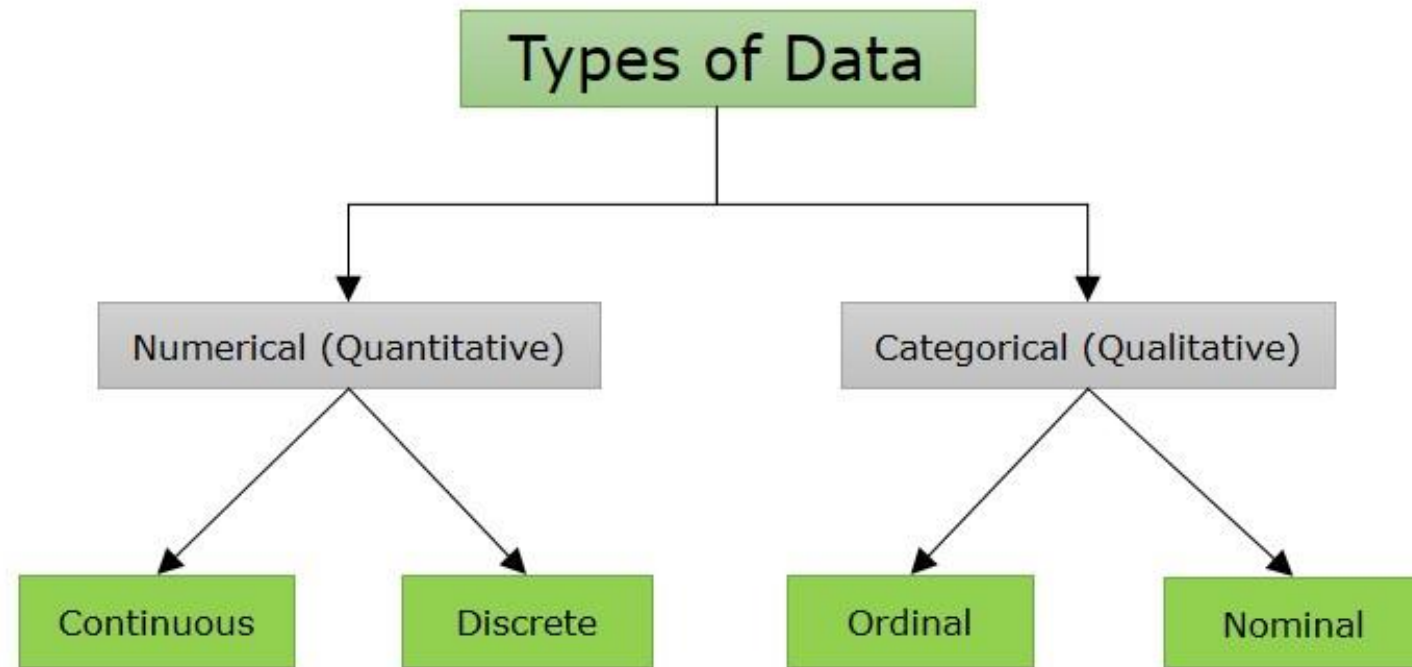 Types of Data
Numerical (Quantitative)
Categorical (Qualitative)
Continuous
Discrete
Ordinal
Nominal